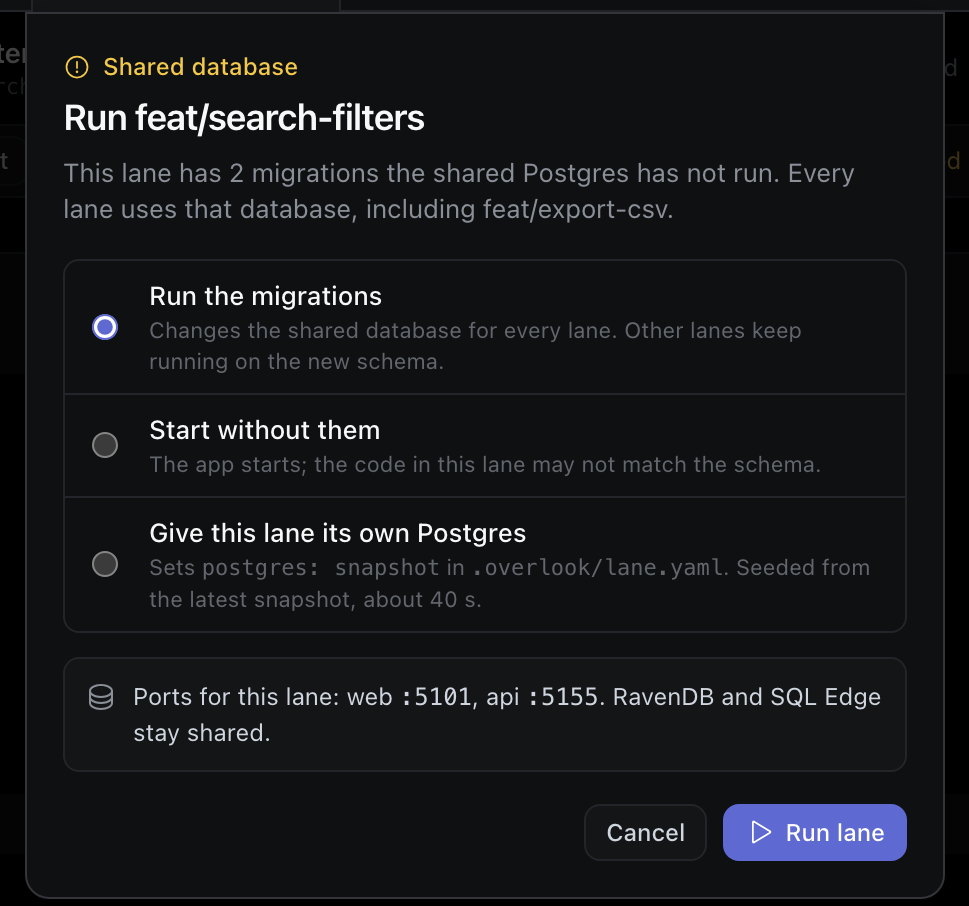 Shared database
Run feat/search-filters
This lane has 2 migrations the shared Postgres has not run. Every
lane uses that database, including feat/export-csv.
Run the migrations
Changes the shared database for every lane. Other lanes keep
running on the new schema.
Start without them
The app starts; the code in this lane may not match the schema.
Give this lane its own Postgres
Sets postgres: snapshot in .overlook/lane.yaml. Seeded from
the latest snapshot, about 40 s.
Ports for this lane: web :5101, api :5155. RavenDB and SQL Edge
stay shared.
Cancel
Run lane